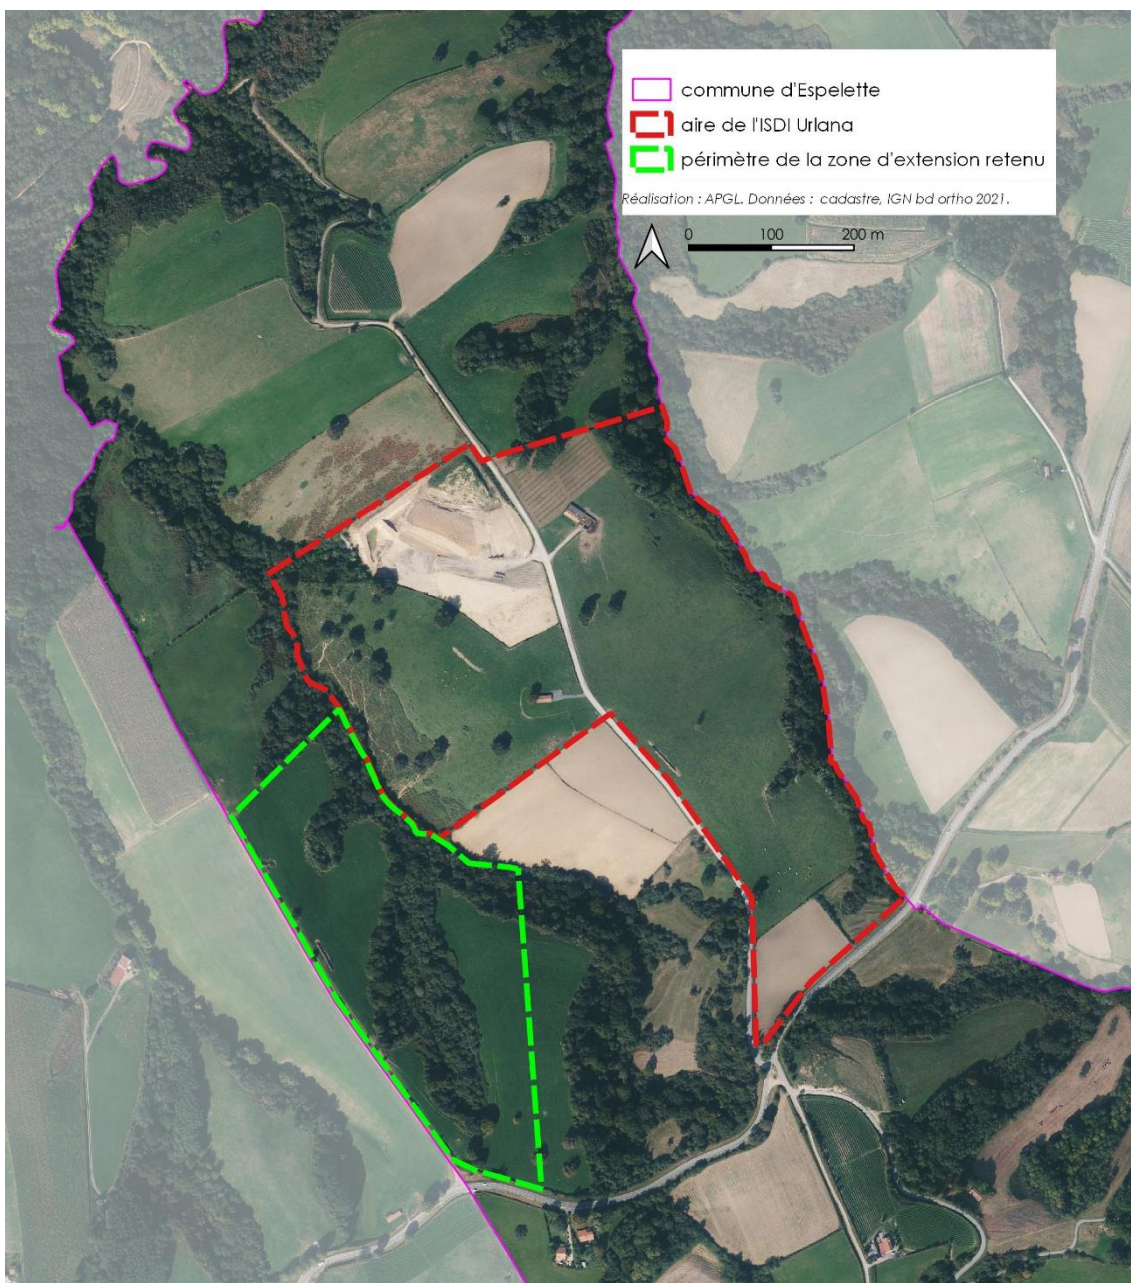 commune d'Espelette
aire de l'ISDI Urlana
périmètre de la zone d'extension retenu
Réalisation : APGL. Données : cadastre, IGN bd ortho 2021.
0 100 200 m